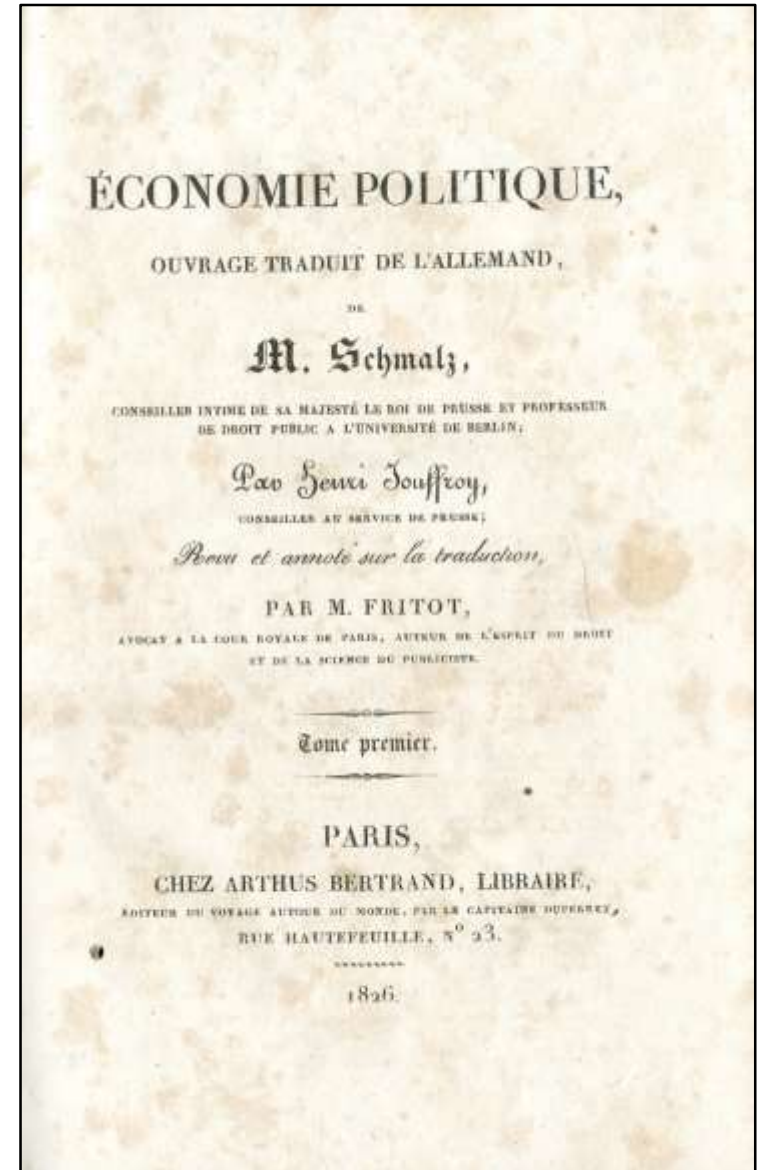 ÉCONOMIE POLITIQUE,
OUVRAGE TRADUIT DE L'ALLEMAND,
DE
M. Schmalz,
CONSEILLER INTIME DE SA MAJESTÉ LE ROI DE PRUSSE ET PROFESSEUR
DE DROIT PUBLIC A L'UNIVERSITÉ DE BERLIN;
Par Henri Jouffroy,
CONSEILLER AU SERVICE DE PRUSSE;
Revu et annoté sur la traduction,
PAR M. FRITOT,
AVOCAT A LA COUR ROYALE DE PARIS, AUTEUR DE L'ESPRIT DU DROIT
ET DE LA SCIENCE DU PUBLICISTE.
Tome premier.
PARIS,
CHEZ ARTHUS BERTRAND, LIBRAIRE,
ÉDITEUR DU VOYAGE AUTOUR DU MONDE, PAR LE CAPITAINE DUPERREY,
RUE HAUTEFEUILLE, Nº 23.
1826.